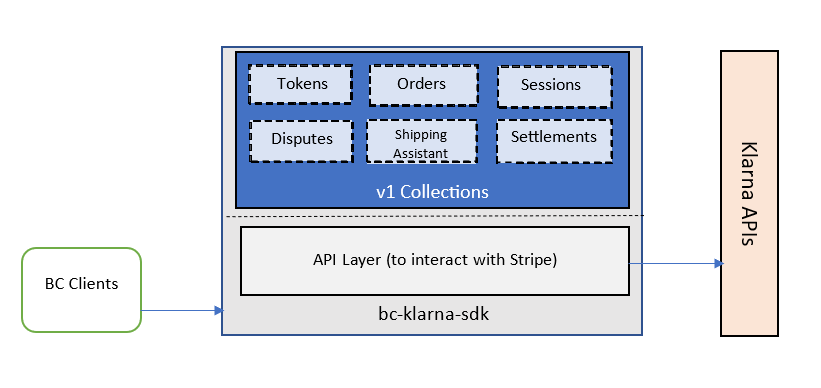 Tokens
Orders
Sessions
Disputes
Shipping
Assistant
Settlements
v1 Collections
API Layer (to interact with Stripe)
bc-klarna-sdk
BC Clients
Klarna APIs